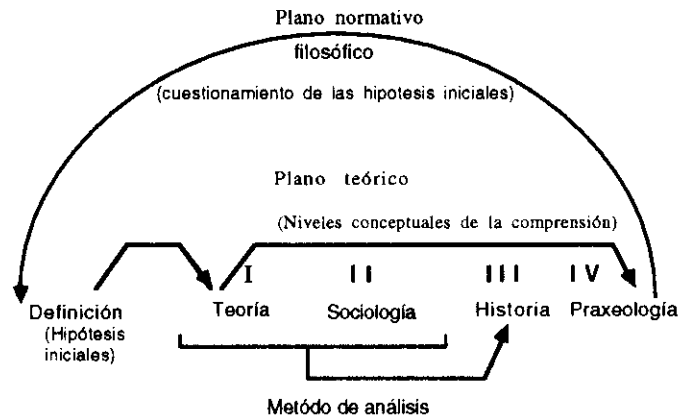 Plano normativo
filosófico
(cuestionamiento de las hipotesis iniciales)
Plano teórico
(Niveles conceptuales de la comprensión)
I II III IV
Definición Teoría Sociología Historia Praxeología
(Hipótesis
iniciales)
Metódo de análisis